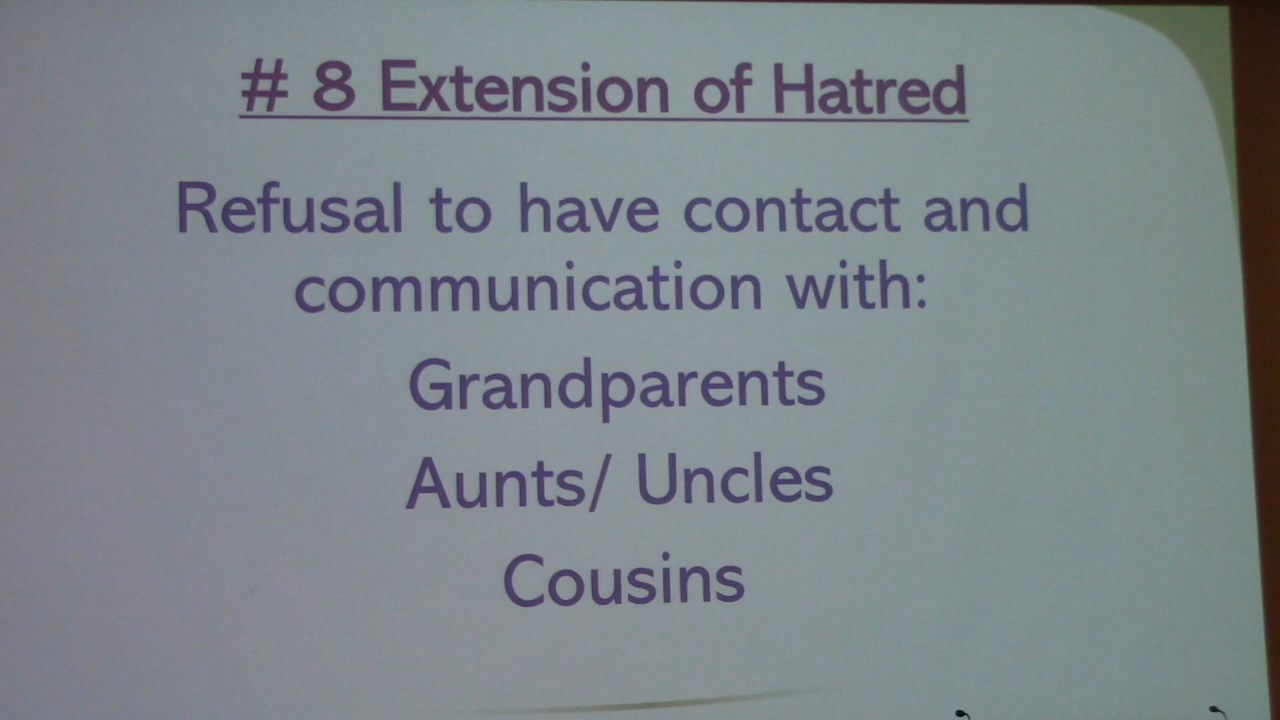 # 8 Extension of Hatred
Refusal to have contact and
communication with:
Grandparents
Aunts/ Uncles
Cousins